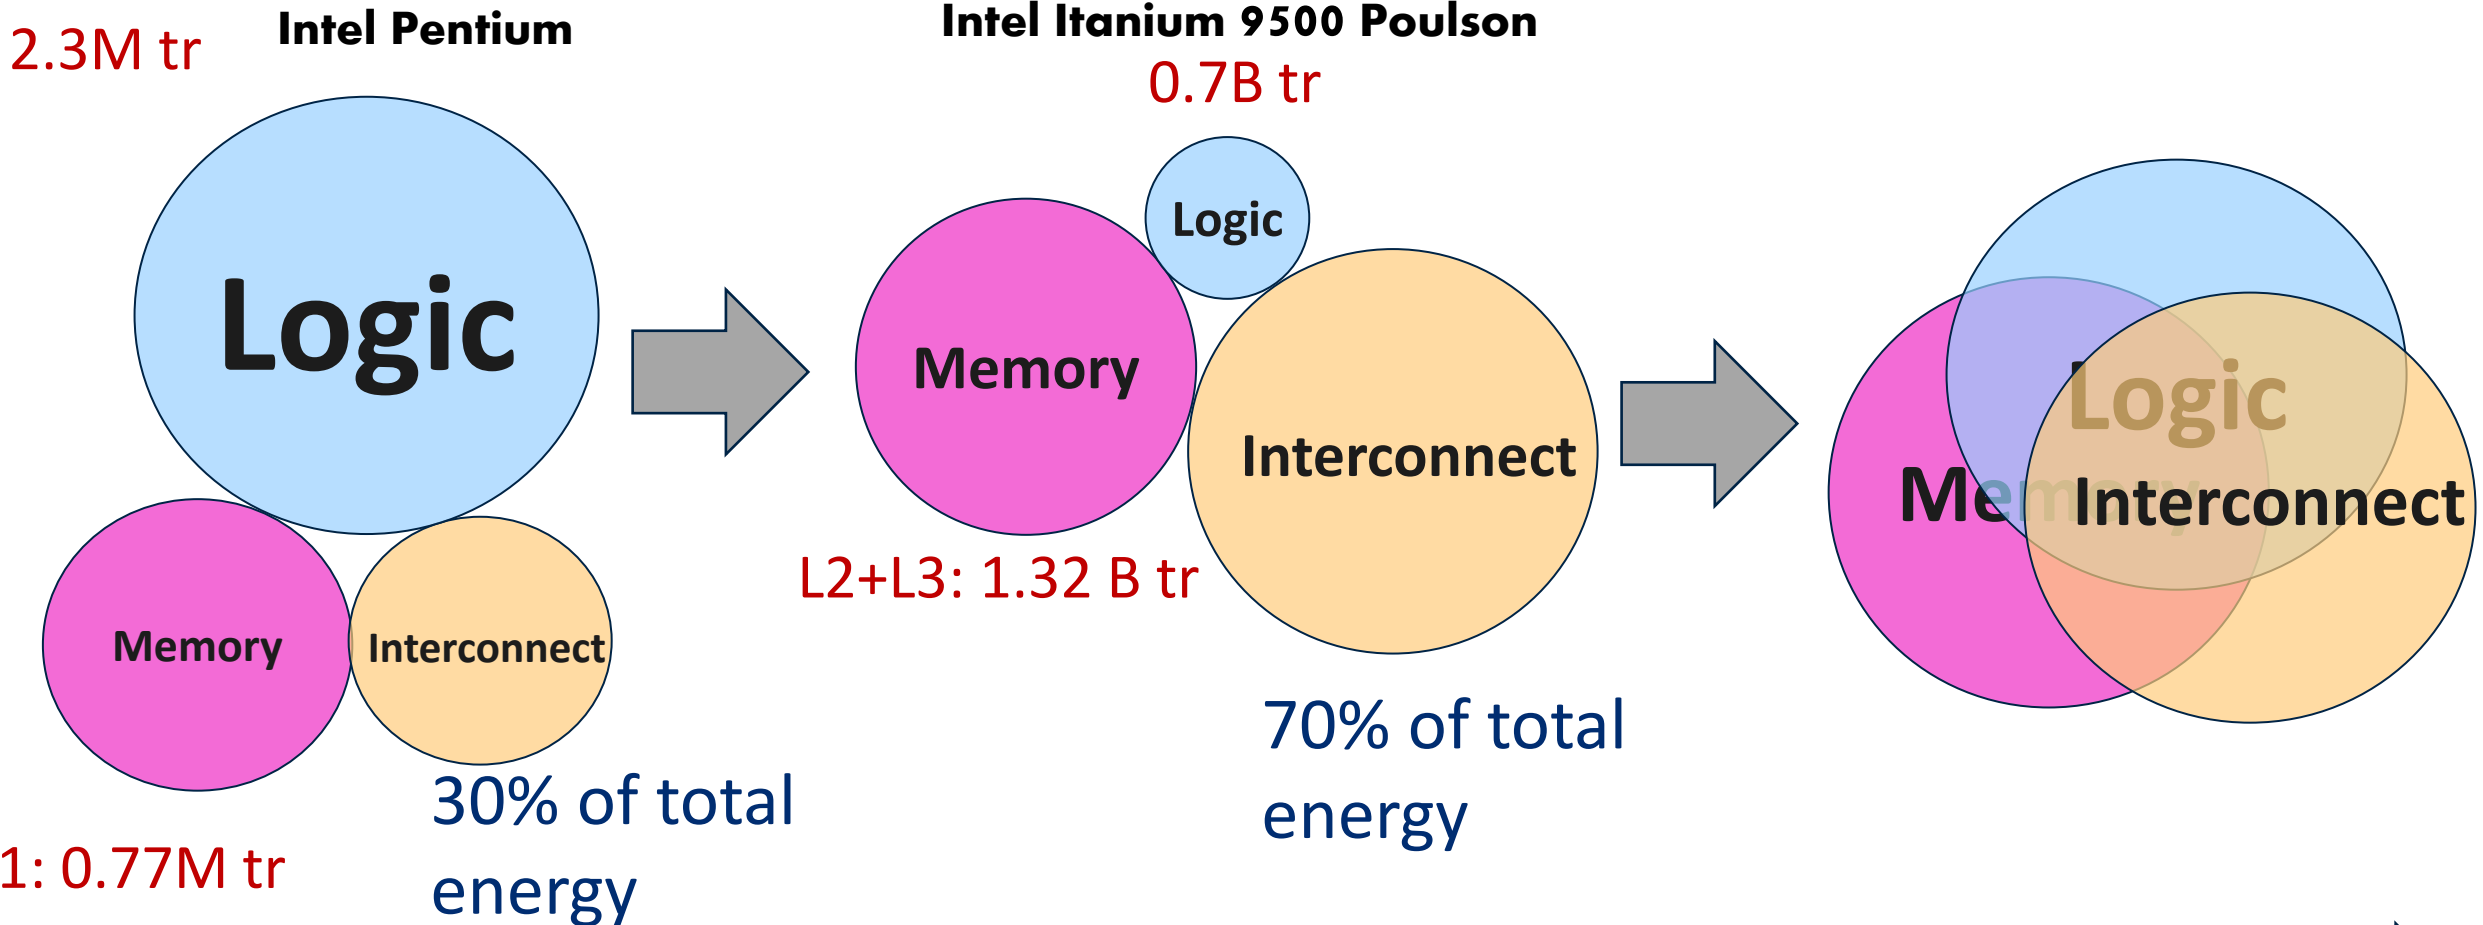 Intel Pentium
2.3M tr
Logic
Memory
Interconnect
30% of total
energy
1: 0.77M tr
Intel Itanium 9500 Poulson
0.7B tr
Logic
Memory
Interconnect
L2+L3: 1.32 B tr
70% of total
energy
Logic
Memory
Interconnect